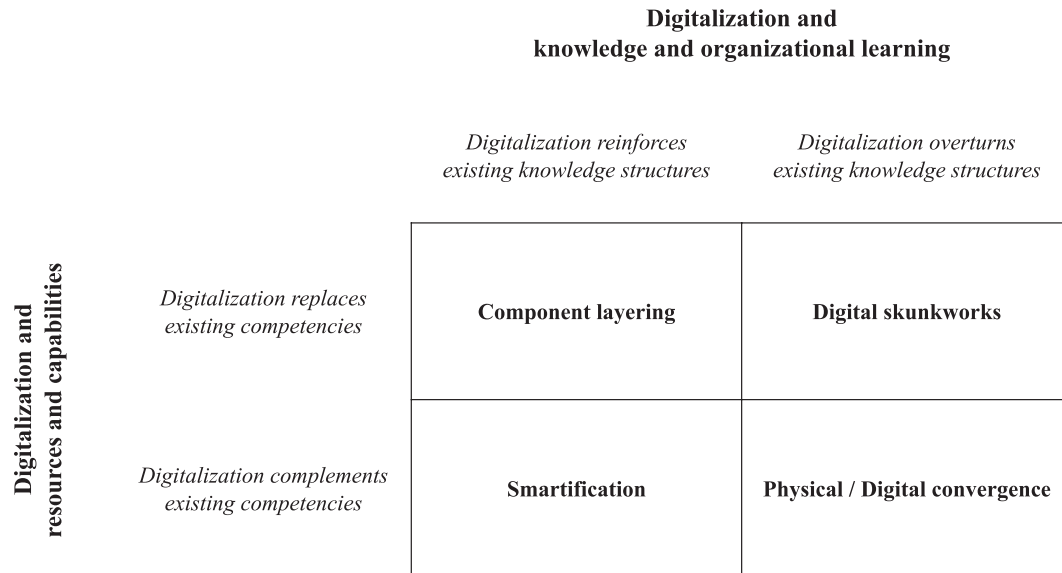 Digitalization and
knowledge and organizational learning
Digitalization reinforces
existing knowledge structures
Digitalization overturns
existing knowledge structures
Digitalization and
resources and capabilities
Digitalization replaces
existing competencies
Component layering
Digital skunkworks
Digitalization complements
existing competencies
Smartification
Physical / Digital convergence